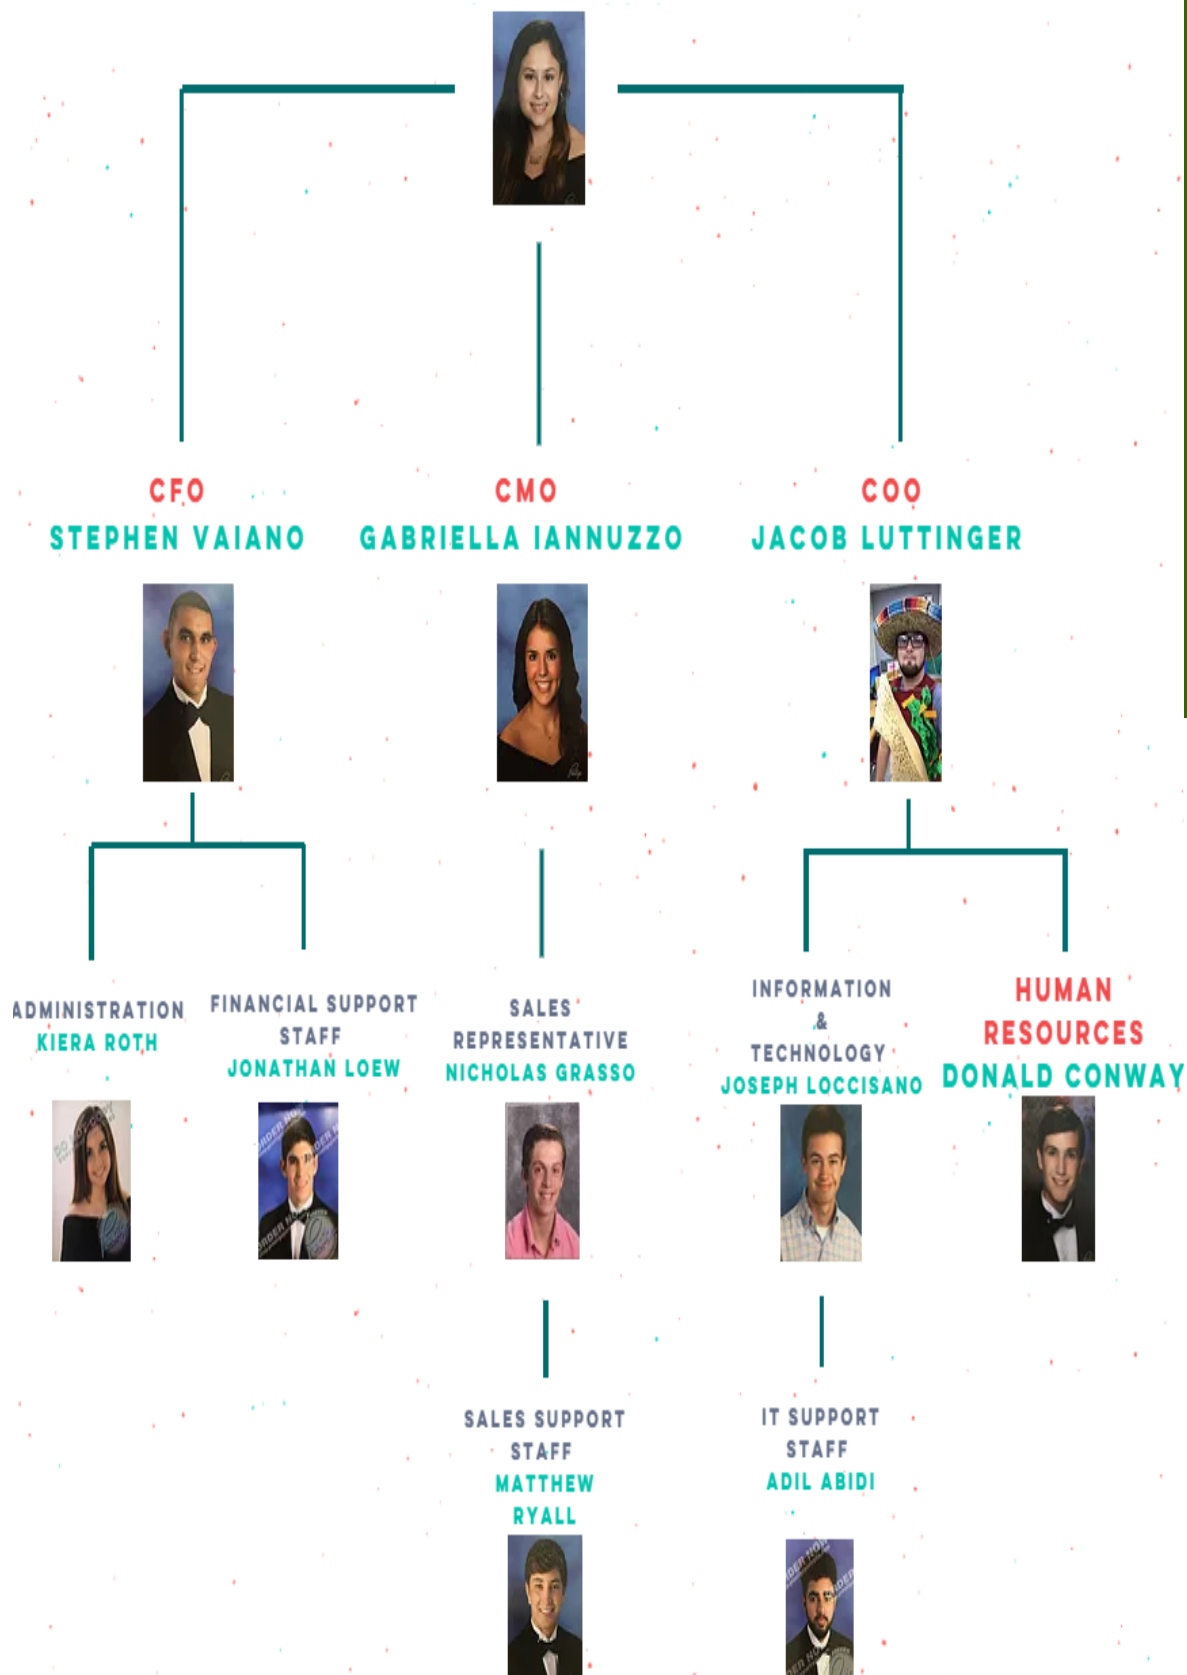 CFO
STEPHEN VAIANO
CMO
GABRIELLA IANNUZZO
COO
JACOB LUTTINGER
ADMINISTRATION
KIERA ROTH
FINANCIAL SUPPORT
STAFF
JONATHAN LOEW
SALES
REPRESENTATIVE
NICHOLAS GRASSO
INFORMATION
&
TECHNOLOGY
JOSEPH LOCCISANO
HUMAN
RESOURCES
DONALD CONWAY
SALES SUPPORT
STAFF
MATTHEW
RYALL
IT SUPPORT
STAFF
ADIL ABIDI